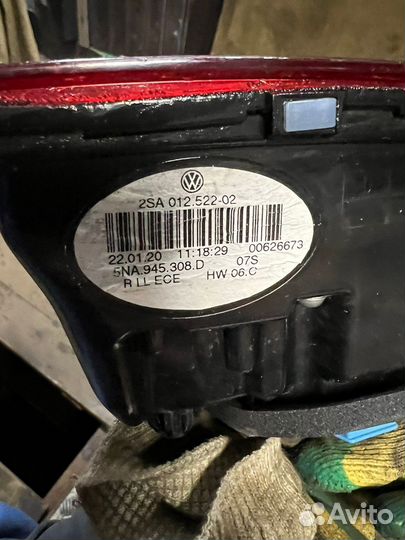 2SA 012.522-02
22.01.20 11:18:29 00626673
5NA.945.308.D 07S
R LL ECE HW 06.C
Avito